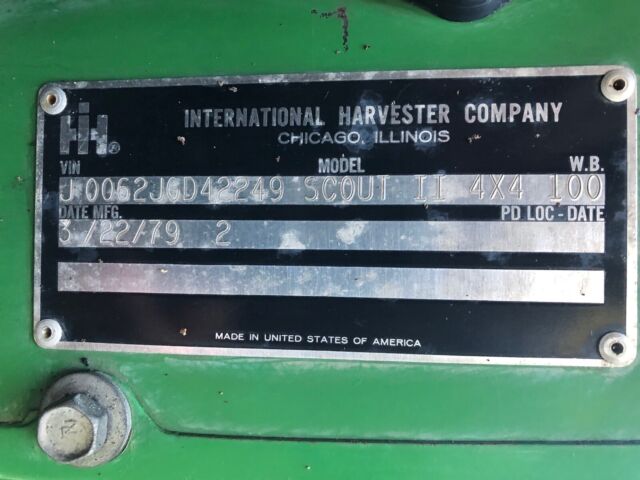 IH®
INTERNATIONAL HARVESTER COMPANY
CHICAGO, ILLINOIS
VIN MODEL W.B.
J0062JGD42249 SCOUT II 4X4 100
DATE MFG. PD LOC-DATE
3/22/79 2
MADE IN UNITED STATES OF AMERICA